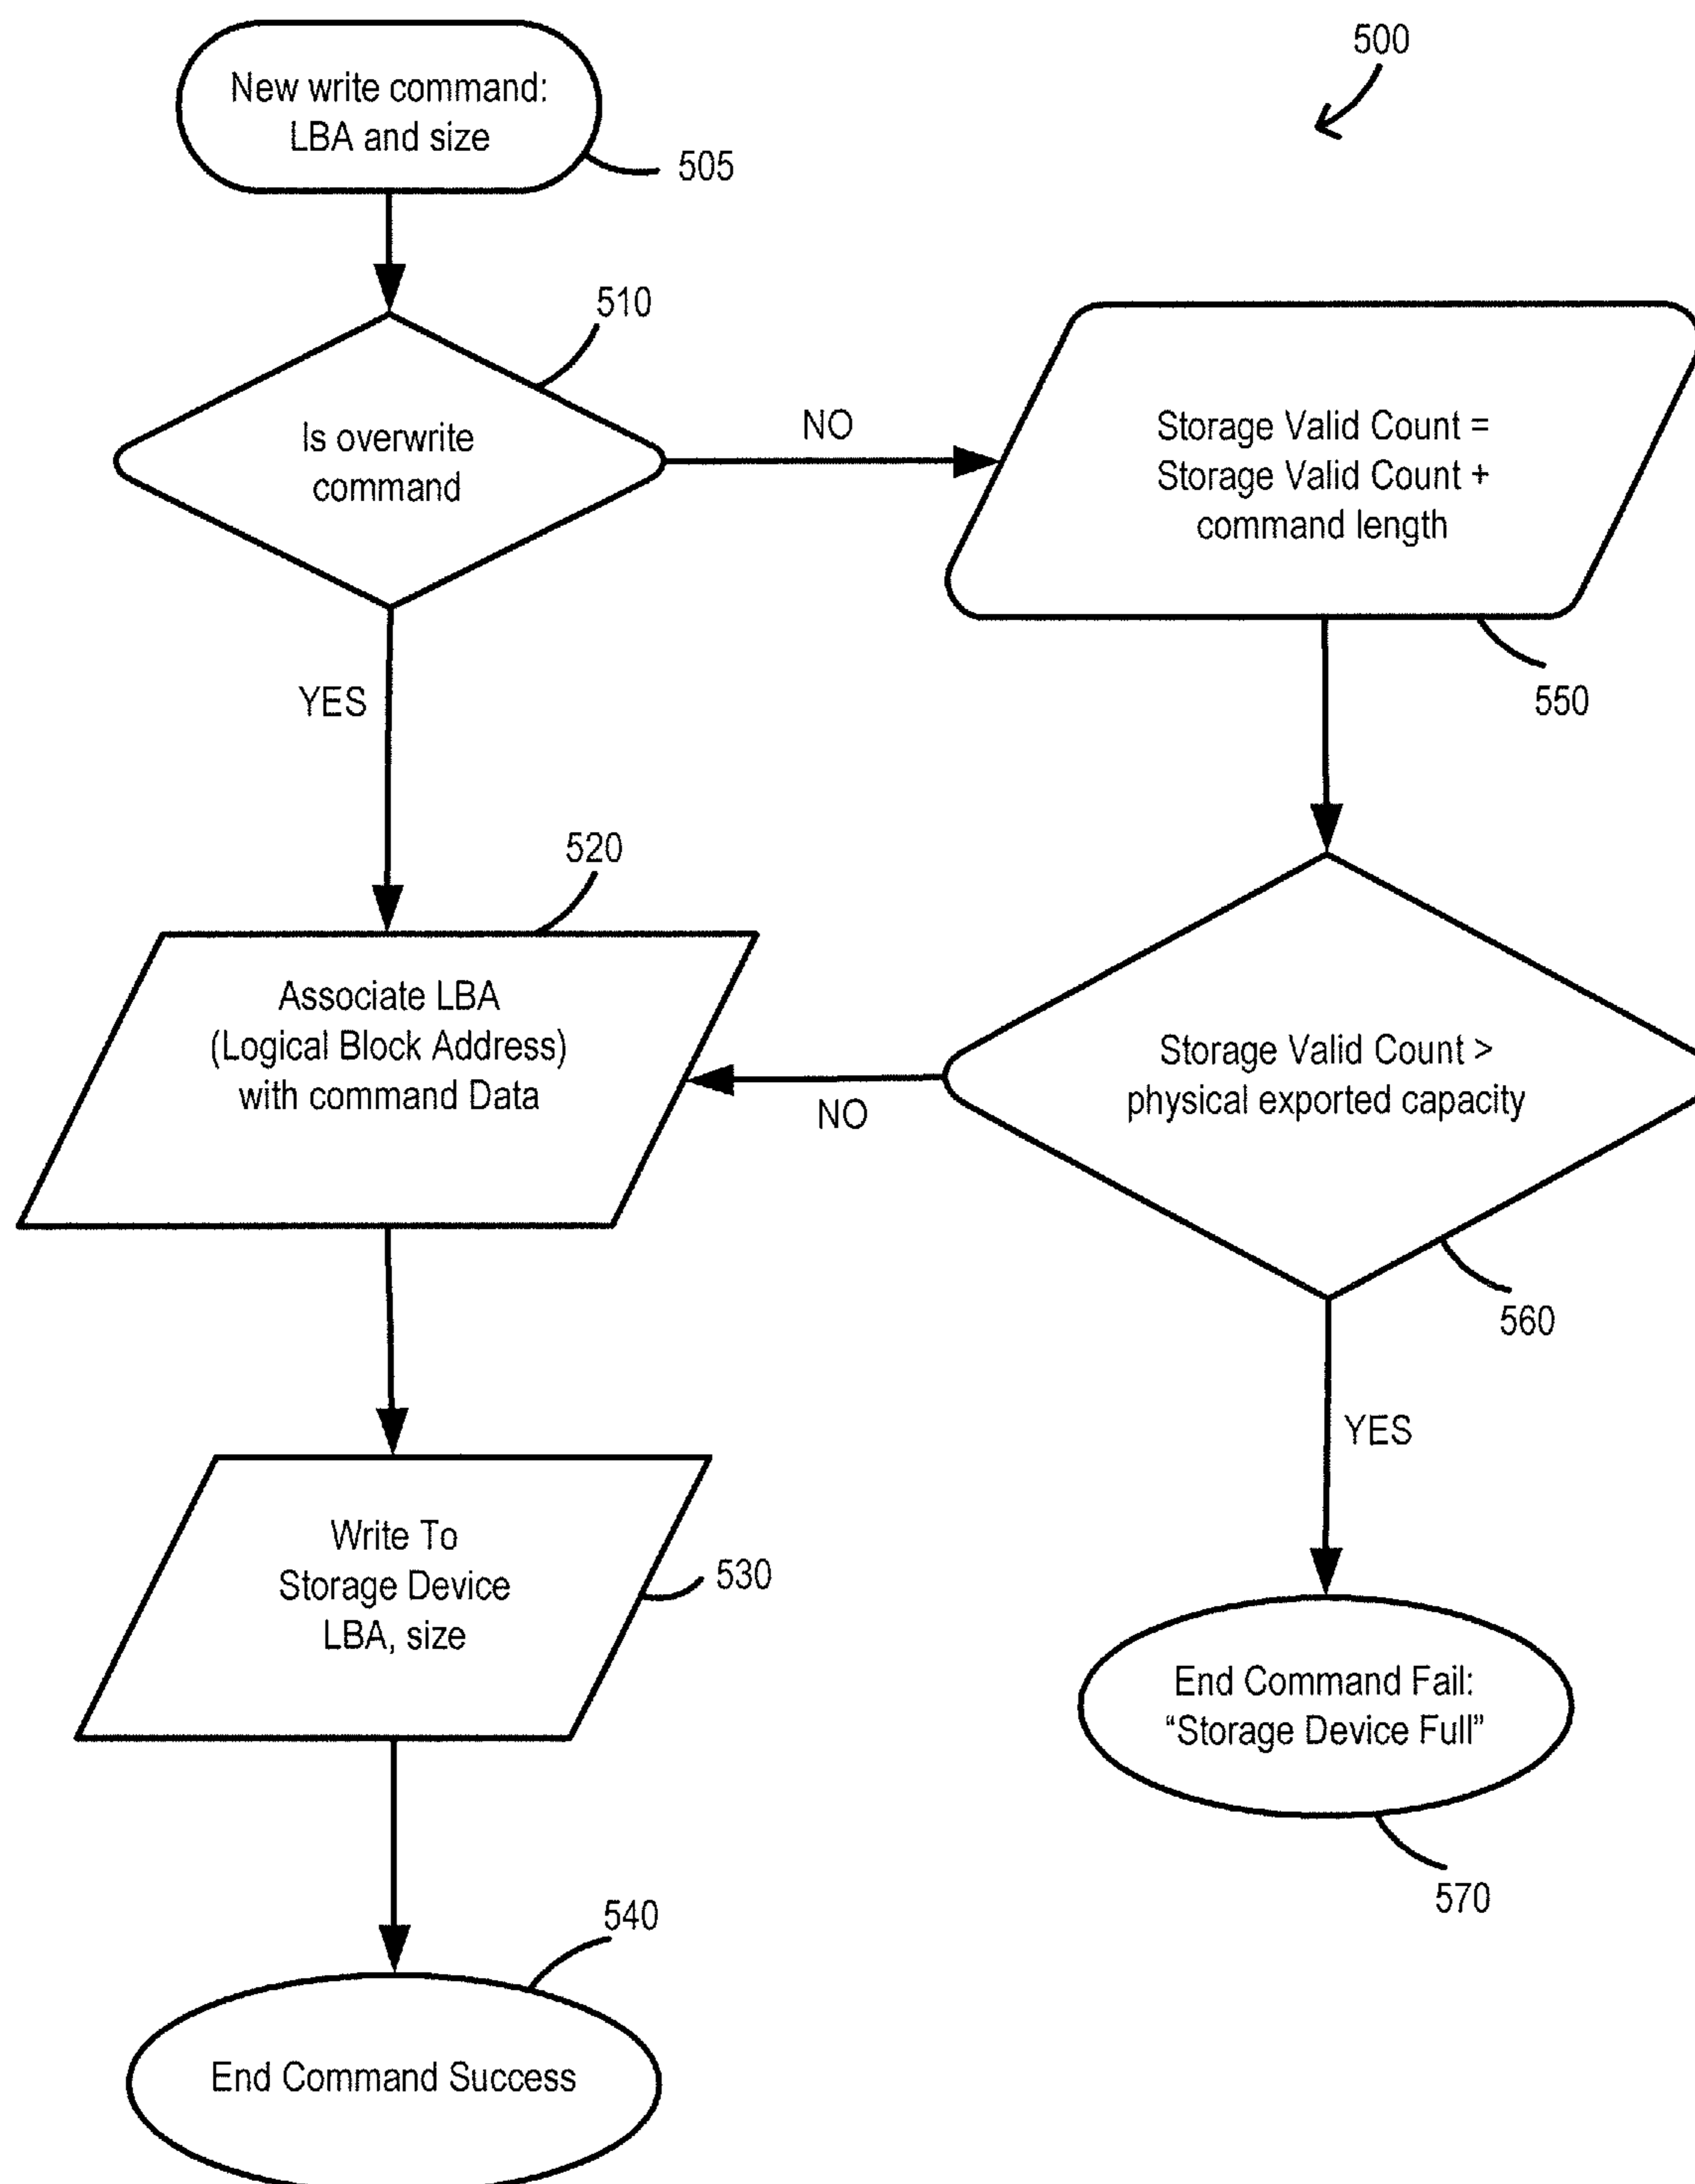 500
New write command:
LBA and size
505
510
Is overwrite
command
NO
Storage Valid Count =
Storage Valid Count +
command length
550
YES
520
Associate LBA
(Logical Block Address)
with command Data
NO
Storage Valid Count >
physical exported capacity
560
YES
Write To
Storage Device
LBA, size
530
End Command Fail:
“Storage Device Full”
570
540
End Command Success